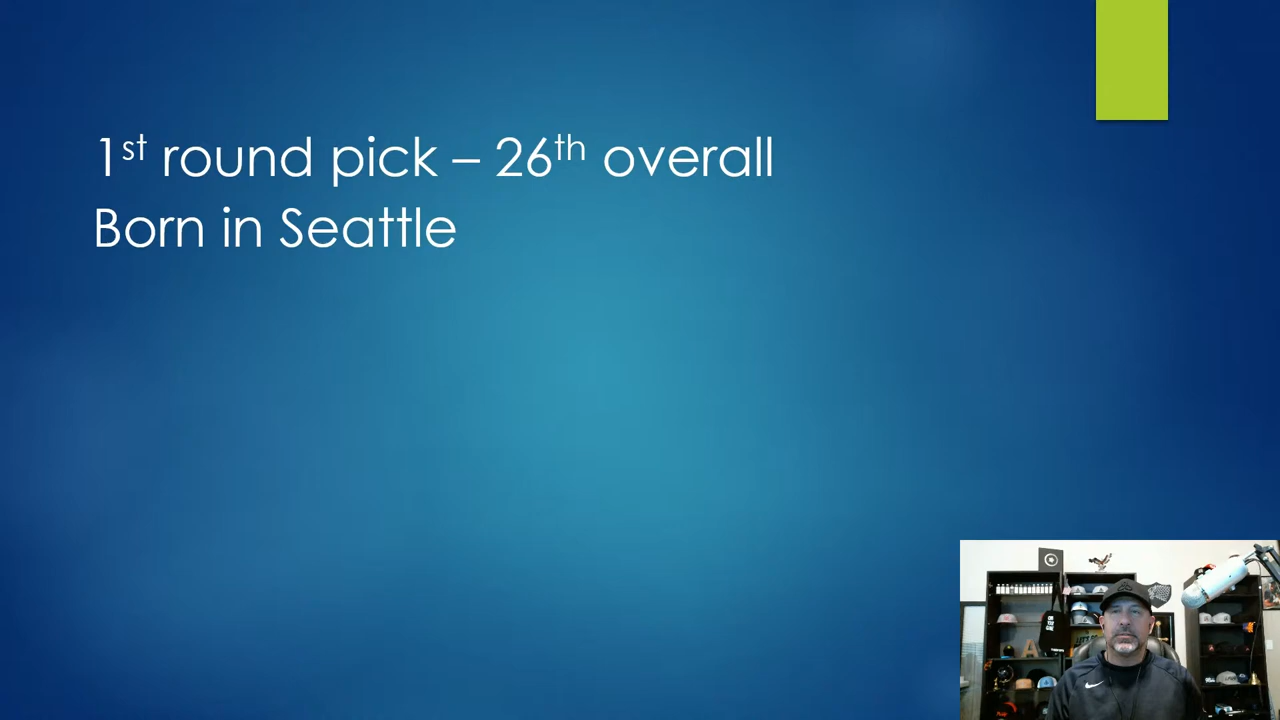 1st round pick – 26th overall
Born in Seattle